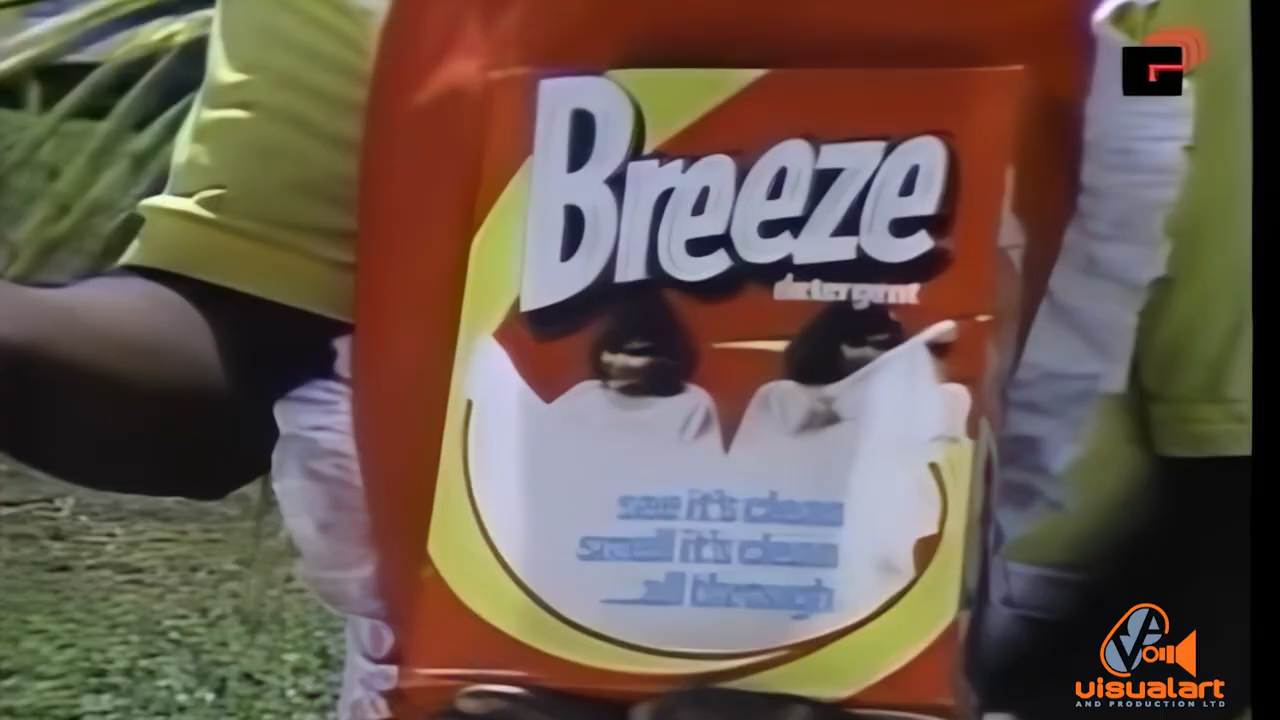 Breeze
detergent
see it's clean
smell it's clean
...all through
visualart
AND PRODUCTION LTD